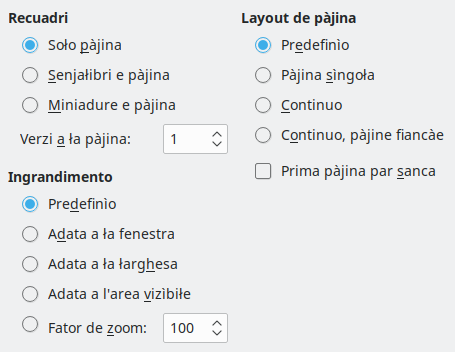 Recuadri
Soło pàjina
Senjałibri e pàjina
Miniadure e pàjina
Verzi a ła pàjina: 1
Ingrandimento
Predefinìo
Adata a ła fenestra
Adata a ła łarghesa
Adata a l'area vizìbiłe
Fator de zoom: 100
Layout de pàjina
Predefinìo
Pàjina sìngoła
Continuo
Continuo, pàjine fiancàe
Prima pàjina par sanca